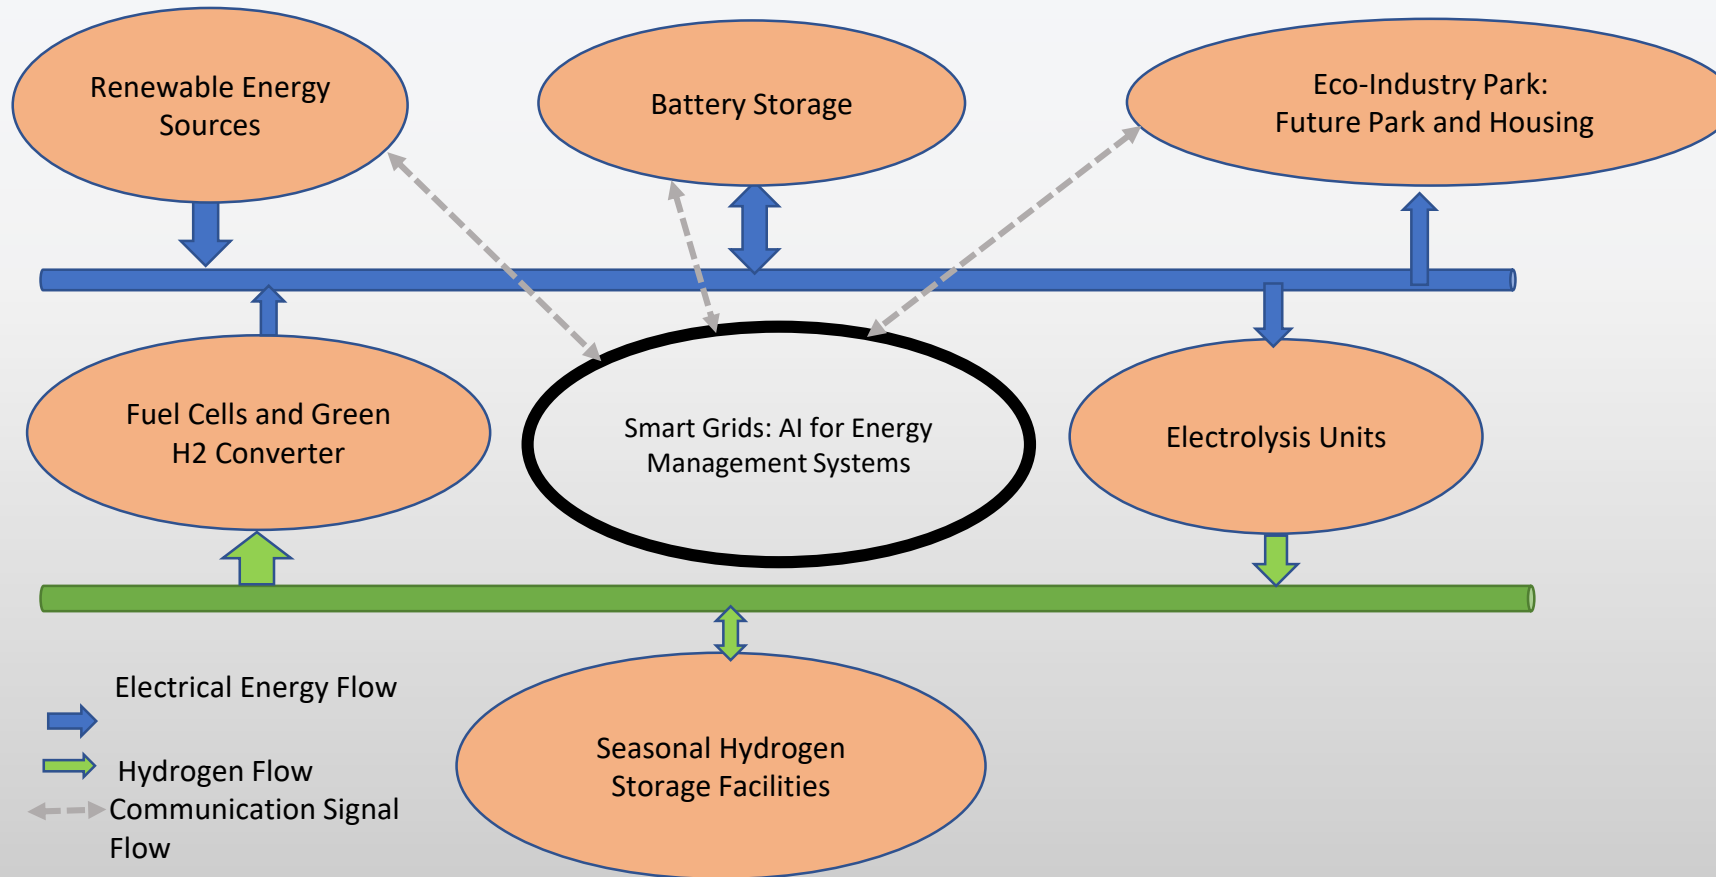 Renewable Energy
Sources
Battery Storage
Eco-Industry Park:
Future Park and Housing
Fuel Cells and Green
H2 Converter
Smart Grids: AI for Energy
Management Systems
Electrolysis Units
Seasonal Hydrogen
Storage Facilities
Electrical Energy Flow
Hydrogen Flow
Communication Signal
Flow